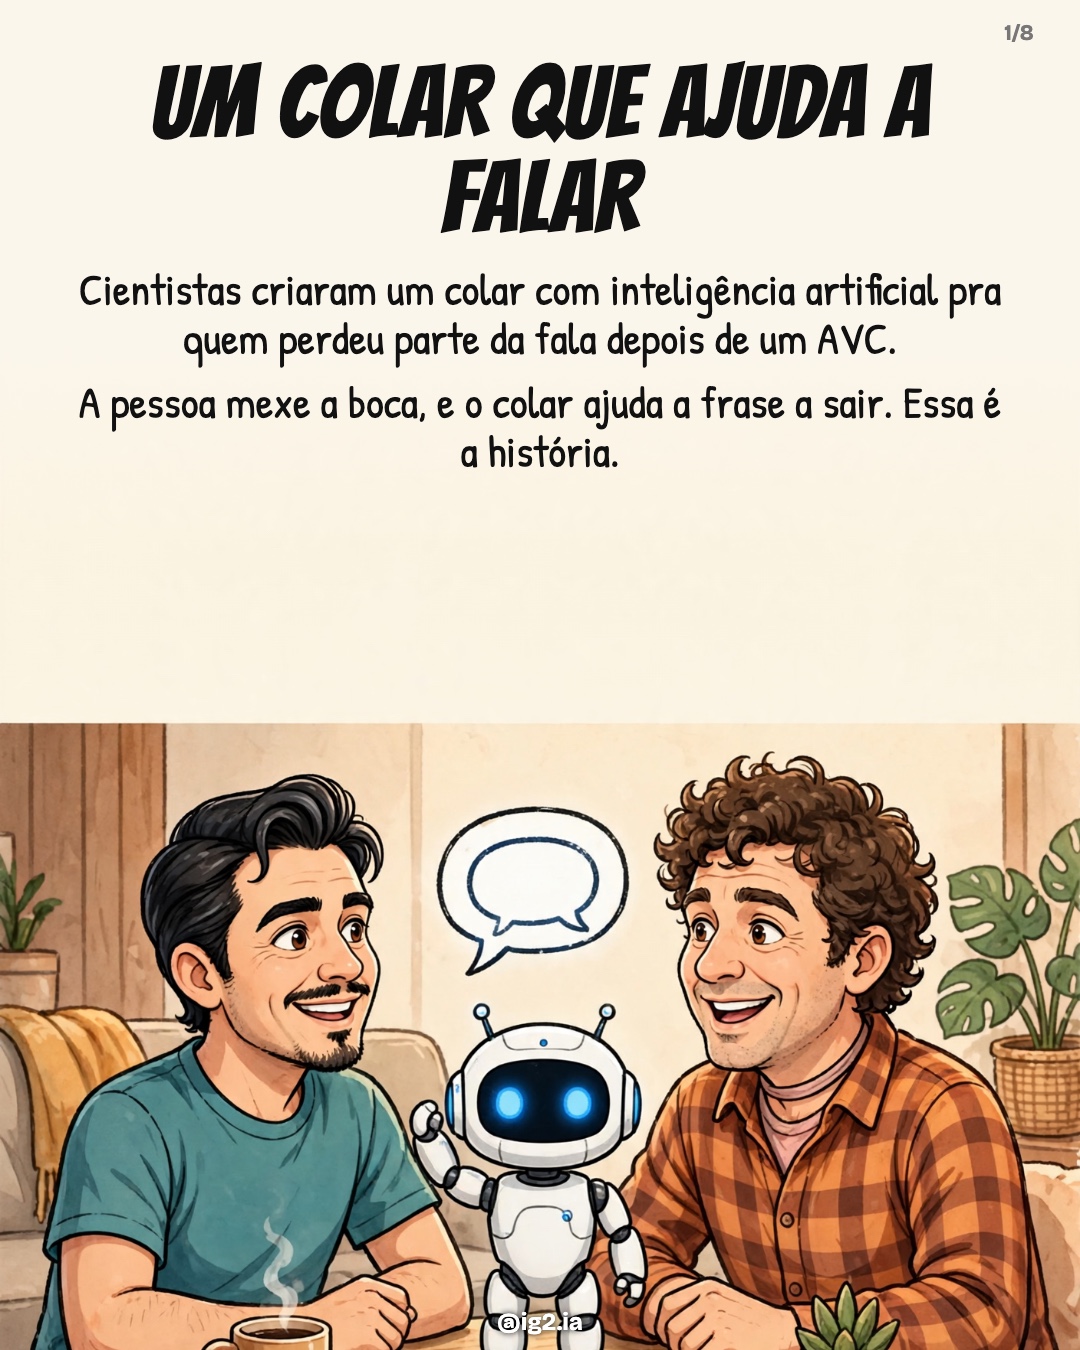 1/8
UM COLAR QUE AJUDA A
FALAR
Cientistas criaram um colar com inteligência artificial pra
quem perdeu parte da fala depois de um AVC.
A pessoa mexe a boca, e o colar ajuda a frase a sair. Essa é
a história.
@ig2.ia